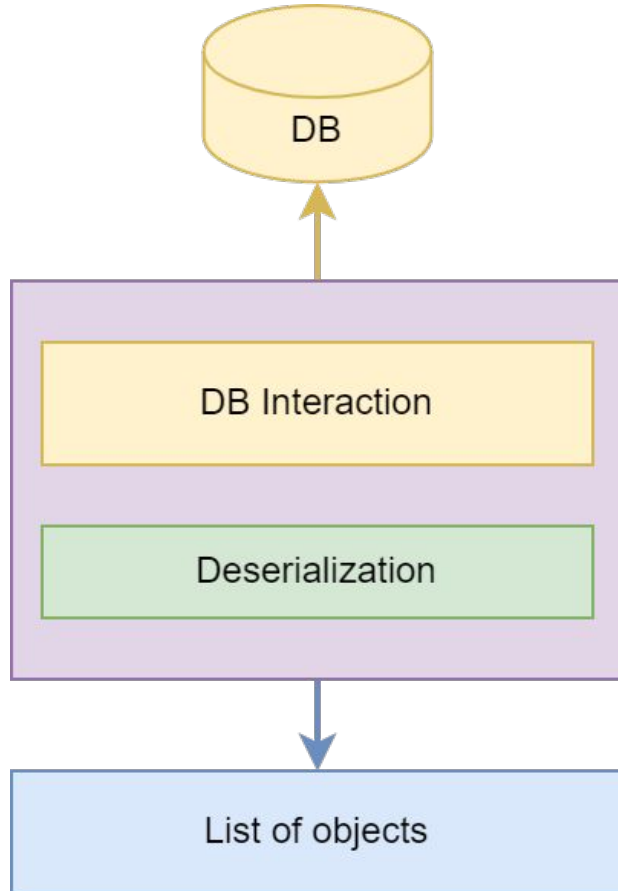 DB
DB Interaction
Deserialization
List of objects